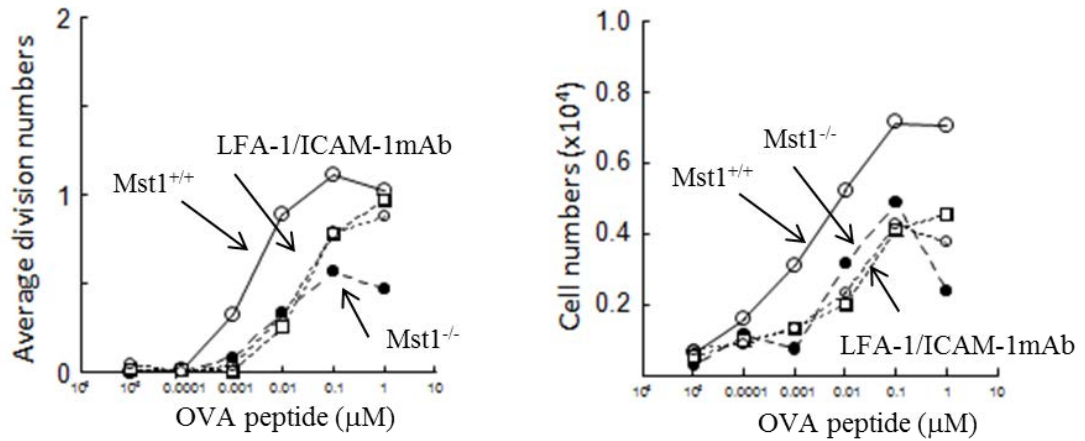 Average division numbers
2
1
0
LFA-1/ICAM-1mAb
Mst1+/+
Mst1-/-
0.0001
0.001
0.01
0.1
1
10
OVA peptide (μM)
Cell numbers (x10⁴)
1.0
0.8
0.6
0.4
0.2
Mst1-/-
Mst1+/+
LFA-1/ICAM-1mAb
0.0001
0.001
0.01
0.1
1
10
OVA peptide (μM)